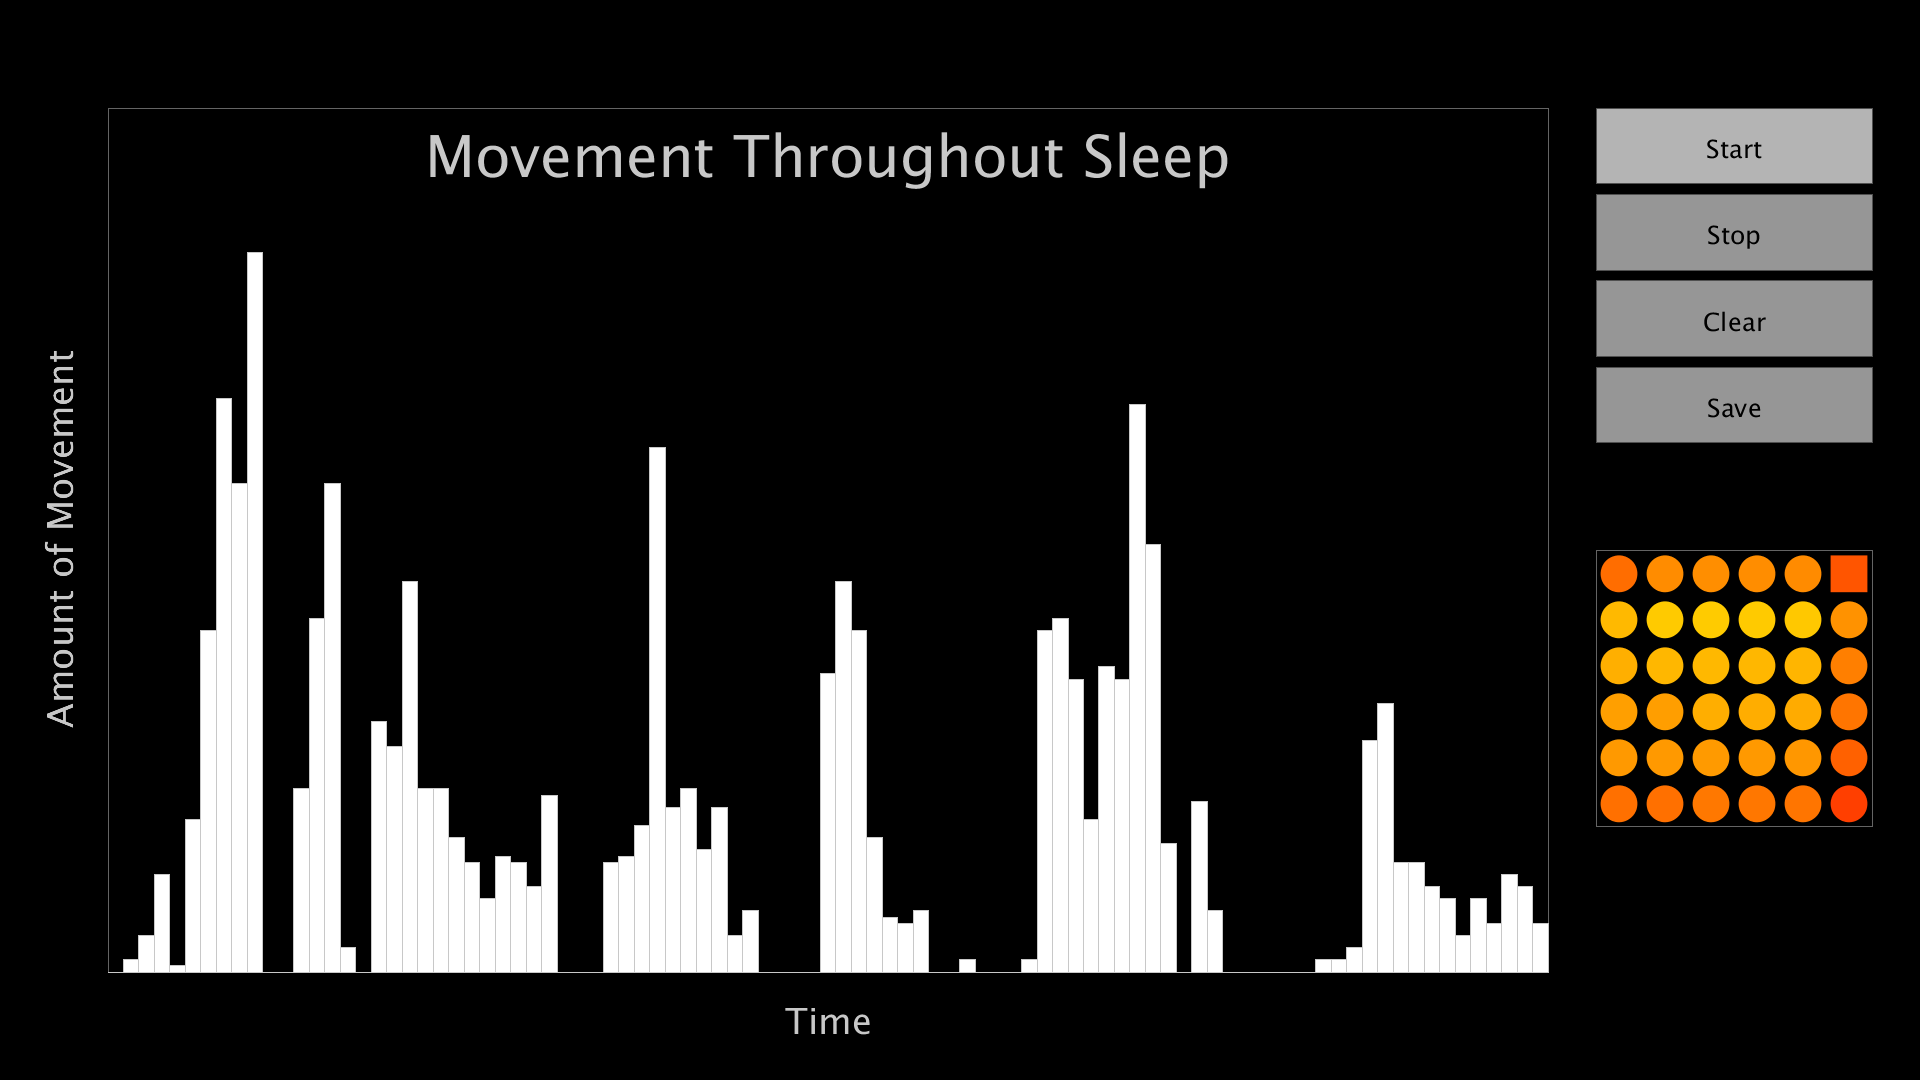 Movement Throughout Sleep
Amount of Movement
Time
Start
Stop
Clear
Save